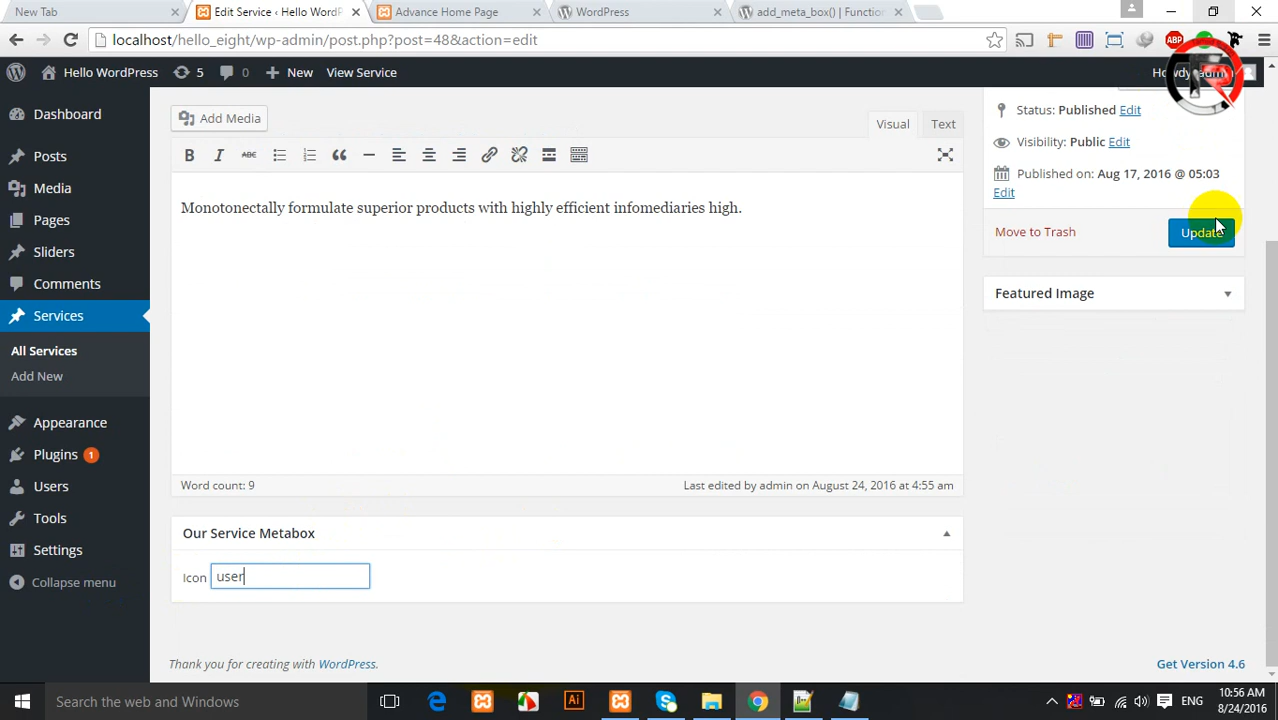 New Tab
Edit Service ‹ Hello WordP
Advance Home Page
WordPress
add_meta_box() | Function
localhost/hello_eight/wp-admin/post.php?post=48&action=edit
ABP
Hello WordPress
5
0
New
View Service
Howdy, admin
Dashboard
Posts
Media
Pages
Sliders
Comments
Services
All Services
Add New
Appearance
Plugins 1
Users
Tools
Settings
Collapse menu
Add Media
Visual
Text
B I ABC
Monotonectally formulate superior products with highly efficient infomediaries high.
Word count: 9
Last edited by admin on August 24, 2016 at 4:55 am
Our Service Metabox
Icon
user
Status: Published Edit
Visibility: Public Edit
Published on: Aug 17, 2016 @ 05:03
Edit
Move to Trash
Update
Featured Image
Thank you for creating with WordPress.
Get Version 4.6
Search the web and Windows
Ai
ENG
10:56 AM
8/24/2016